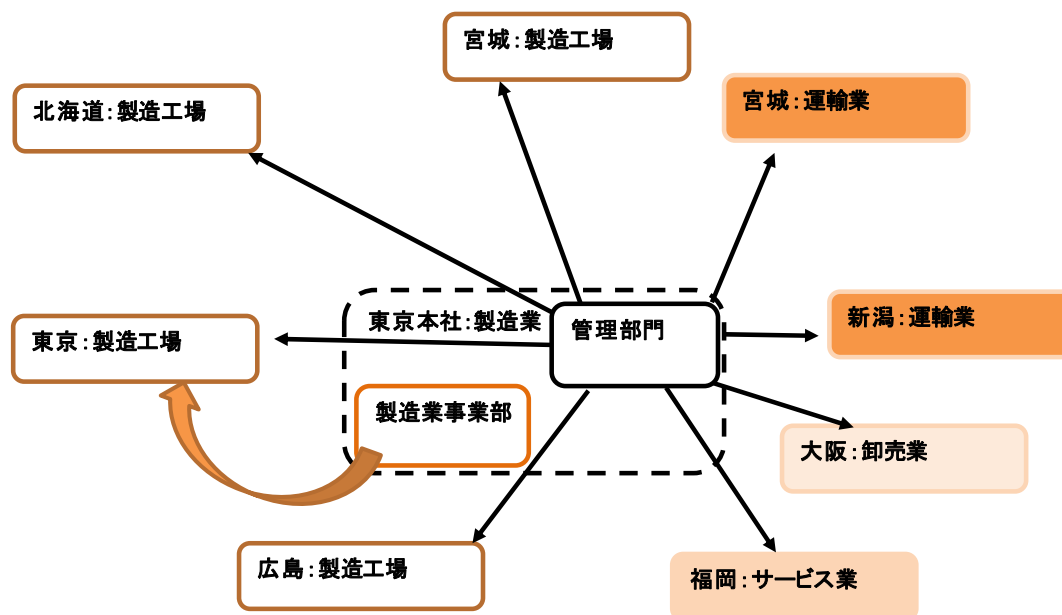 宮城：製造工場
北海道：製造工場
宮城：運輸業
東京本社：製造業
管理部門
新潟：運輸業
東京：製造工場
製造業事業部
大阪：卸売業
広島：製造工場
福岡：サービス業